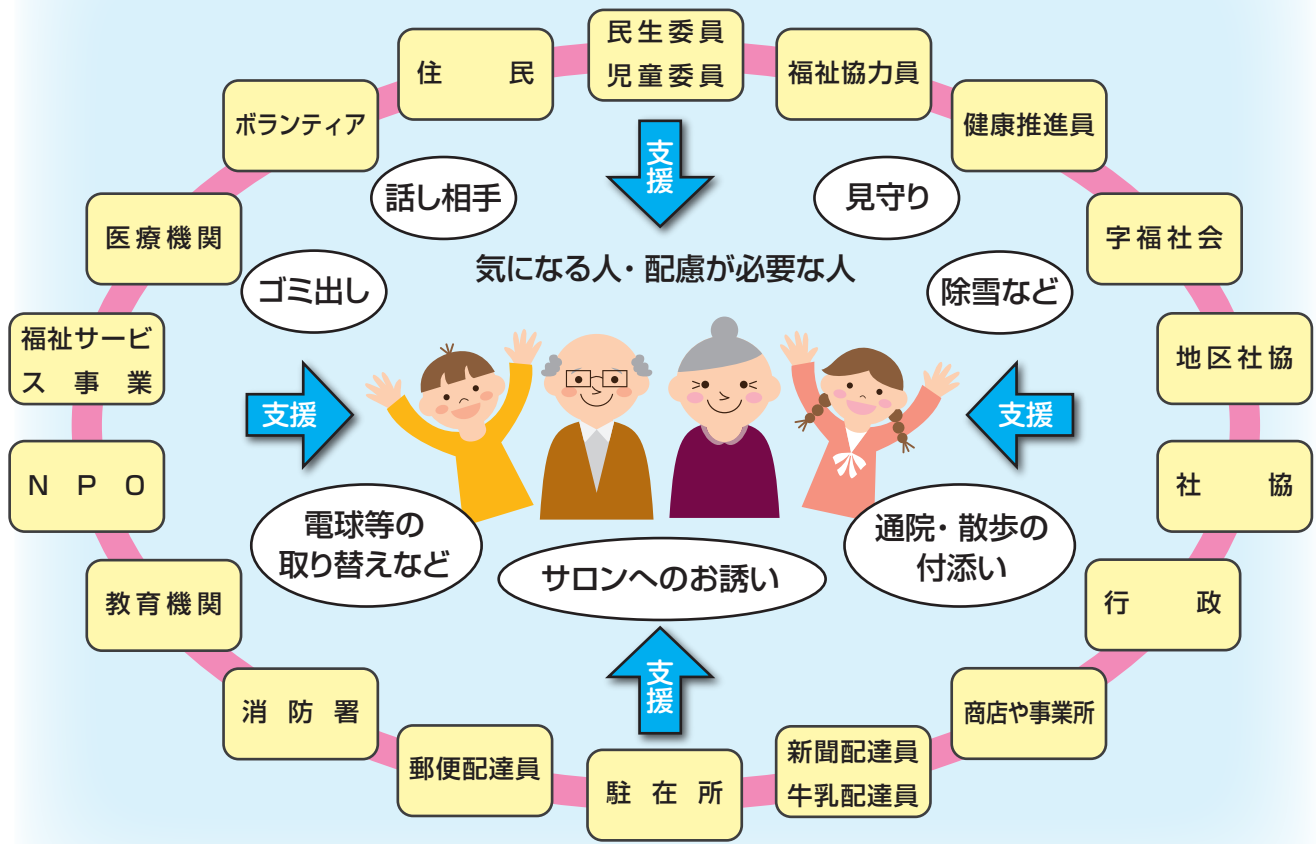 民生委員
児童委員
住民
福祉協力員
ボランティア
健康推進員
支援
話し相手
見守り
医療機関
字福社会
気になる人・配慮が必要な人
ゴミ出し
除雪など
福祉サービ
ス事業
地区社協
支援
支援
NPO
社協
電球等の
取り替えなど
通院・散歩の
付添い
サロンへのお誘い
教育機関
行政
支援
消防署
商店や事業所
郵便配達員
新聞配達員
牛乳配達員
駐在所